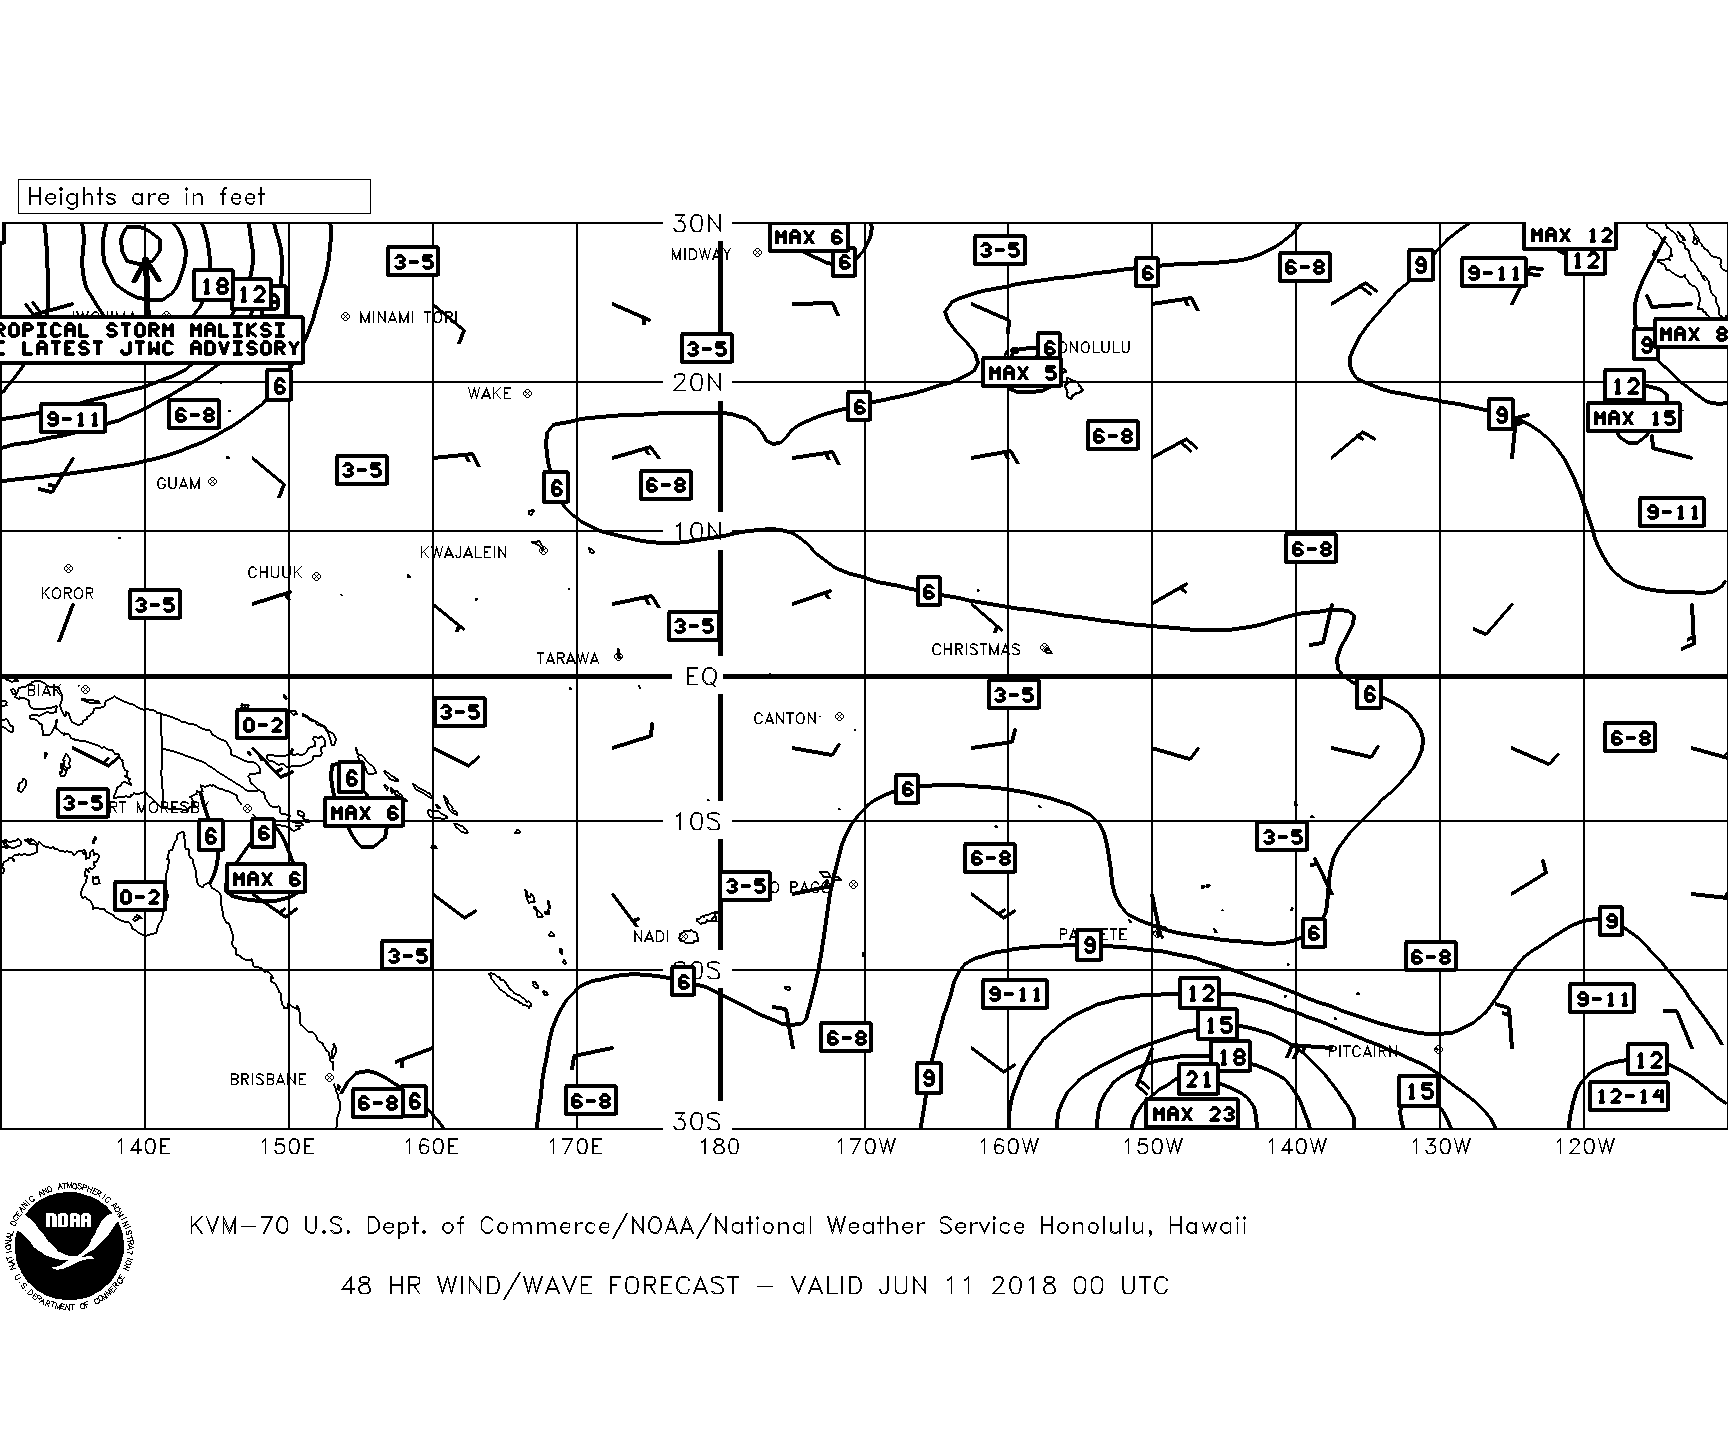 Heights are in feet
30N
MAX 6
MAX 12
3-5
MIDWAY
6
3-5
6
6-8
9
9-11
12
18
12
9
IWOJIMA
MINAMI TORI
ROPICAL STORM MALIKSI
LATEST JTWC ADVISORY
3-5
6
ONOLULU
MAX 5
9
MAX 8
20N
6
WAKE
6
12
9-11
6-8
9
MAX 15
6-8
3-5
GUAM
6
6-8
9-11
10N
KWAJALEIN
6-8
CHUUK
KOROR
3-5
6
3-5
TARAWA
CHRISTMAS
EQ
BIAK
3-5
6
0-2
3-5
CANTON
6-8
6
6
3-5
RT MORESBY
MAX 6
10S
6
6
3-5
6-8
MAX 6
0-2
3-5
O PAGO
9
NADI
6
PAPEETE
9
3-5
6-8
20S
6
9-11
12
9-11
15
6-8
18
PITCAIRN
12
BRISBANE
9
21
15
12-14
6-8
6
6-8
MAX 23
30S
140E
150E
160E
170E
180
170W
160W
150W
140W
130W
120W
NATIONAL OCEANIC AND ATMOSPHERIC ADMINISTRATION
NOAA
U.S. DEPARTMENT OF COMMERCE
KVM-70 U.S. Dept. of Commerce/NOAA/National Weather Service Honolulu, Hawaii
48 HR WIND/WAVE FORECAST - VALID JUN 11 2018 00 UTC